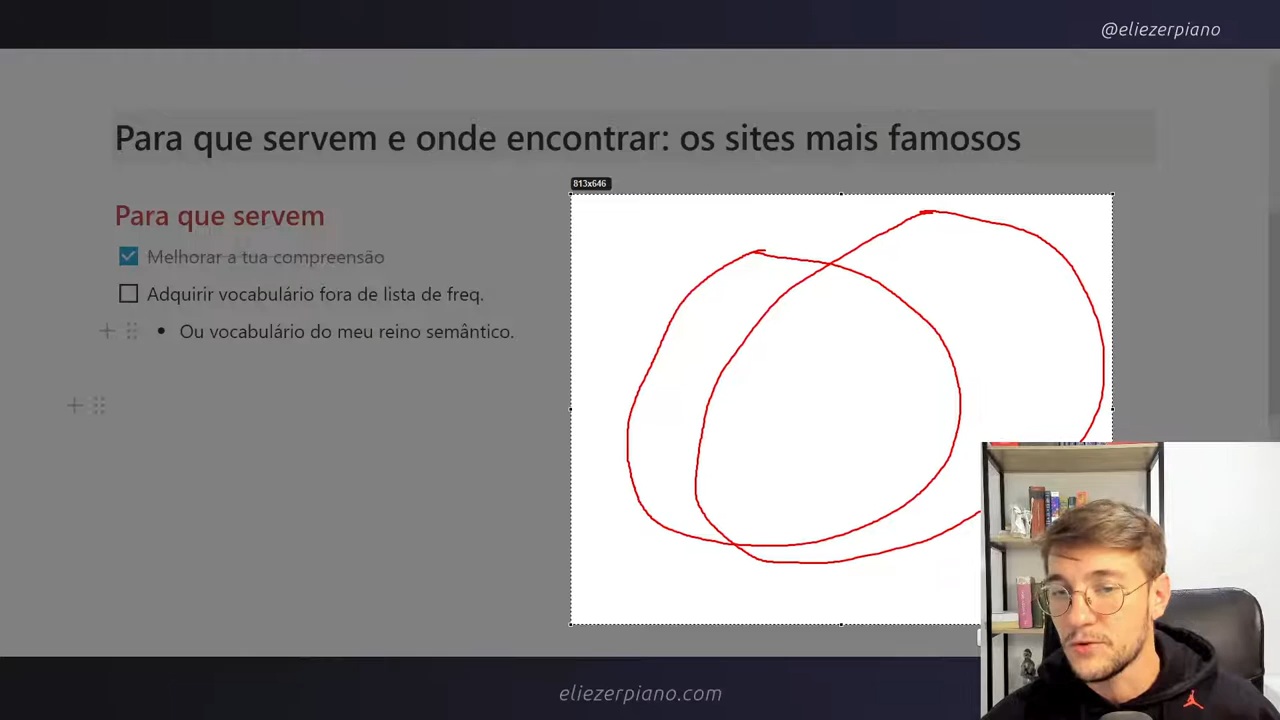 @eliezerpiano
Para que servem e onde encontrar: os sites mais famosos
813x646
Para que servem
Melhorar a tua compreensão
Adquirir vocabulário fora de lista de freq.
Ou vocabulário do meu reino semântico.
eliezerpiano.com